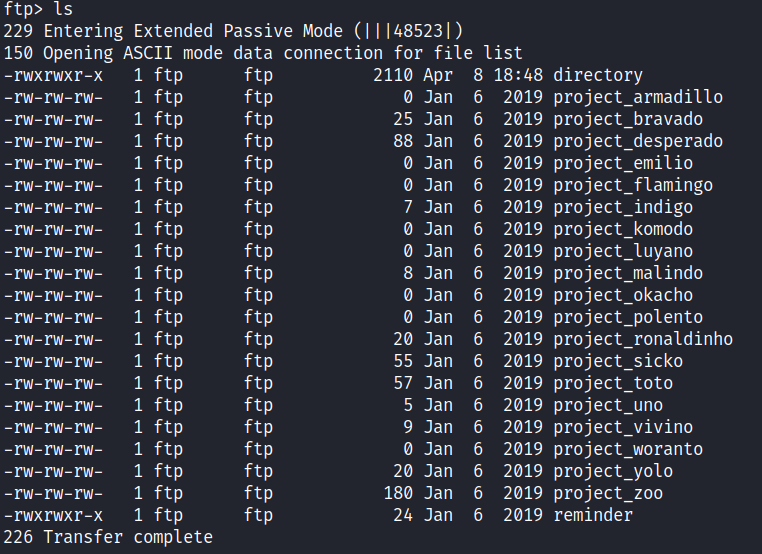 ftp> ls
229 Entering Extended Passive Mode (|||48523|)
150 Opening ASCII mode data connection for file list
-rwxrwxr-x   1 ftp      ftp          2110 Apr  8 18:48 directory
-rw-rw-rw-   1 ftp      ftp             0 Jan  6  2019 project_armadillo
-rw-rw-rw-   1 ftp      ftp            25 Jan  6  2019 project_bravado
-rw-rw-rw-   1 ftp      ftp            88 Jan  6  2019 project_desperado
-rw-rw-rw-   1 ftp      ftp             0 Jan  6  2019 project_emilio
-rw-rw-rw-   1 ftp      ftp             0 Jan  6  2019 project_flamingo
-rw-rw-rw-   1 ftp      ftp             7 Jan  6  2019 project_indigo
-rw-rw-rw-   1 ftp      ftp             0 Jan  6  2019 project_komodo
-rw-rw-rw-   1 ftp      ftp             0 Jan  6  2019 project_luyano
-rw-rw-rw-   1 ftp      ftp             8 Jan  6  2019 project_malindo
-rw-rw-rw-   1 ftp      ftp             0 Jan  6  2019 project_okacho
-rw-rw-rw-   1 ftp      ftp             0 Jan  6  2019 project_polento
-rw-rw-rw-   1 ftp      ftp            20 Jan  6  2019 project_ronaldinho
-rw-rw-rw-   1 ftp      ftp            55 Jan  6  2019 project_sicko
-rw-rw-rw-   1 ftp      ftp            57 Jan  6  2019 project_toto
-rw-rw-rw-   1 ftp      ftp             5 Jan  6  2019 project_uno
-rw-rw-rw-   1 ftp      ftp             9 Jan  6  2019 project_vivino
-rw-rw-rw-   1 ftp      ftp             0 Jan  6  2019 project_woranto
-rw-rw-rw-   1 ftp      ftp            20 Jan  6  2019 project_yolo
-rw-rw-rw-   1 ftp      ftp           180 Jan  6  2019 project_zoo
-rwxrwxr-x   1 ftp      ftp            24 Jan  6  2019 reminder
226 Transfer complete